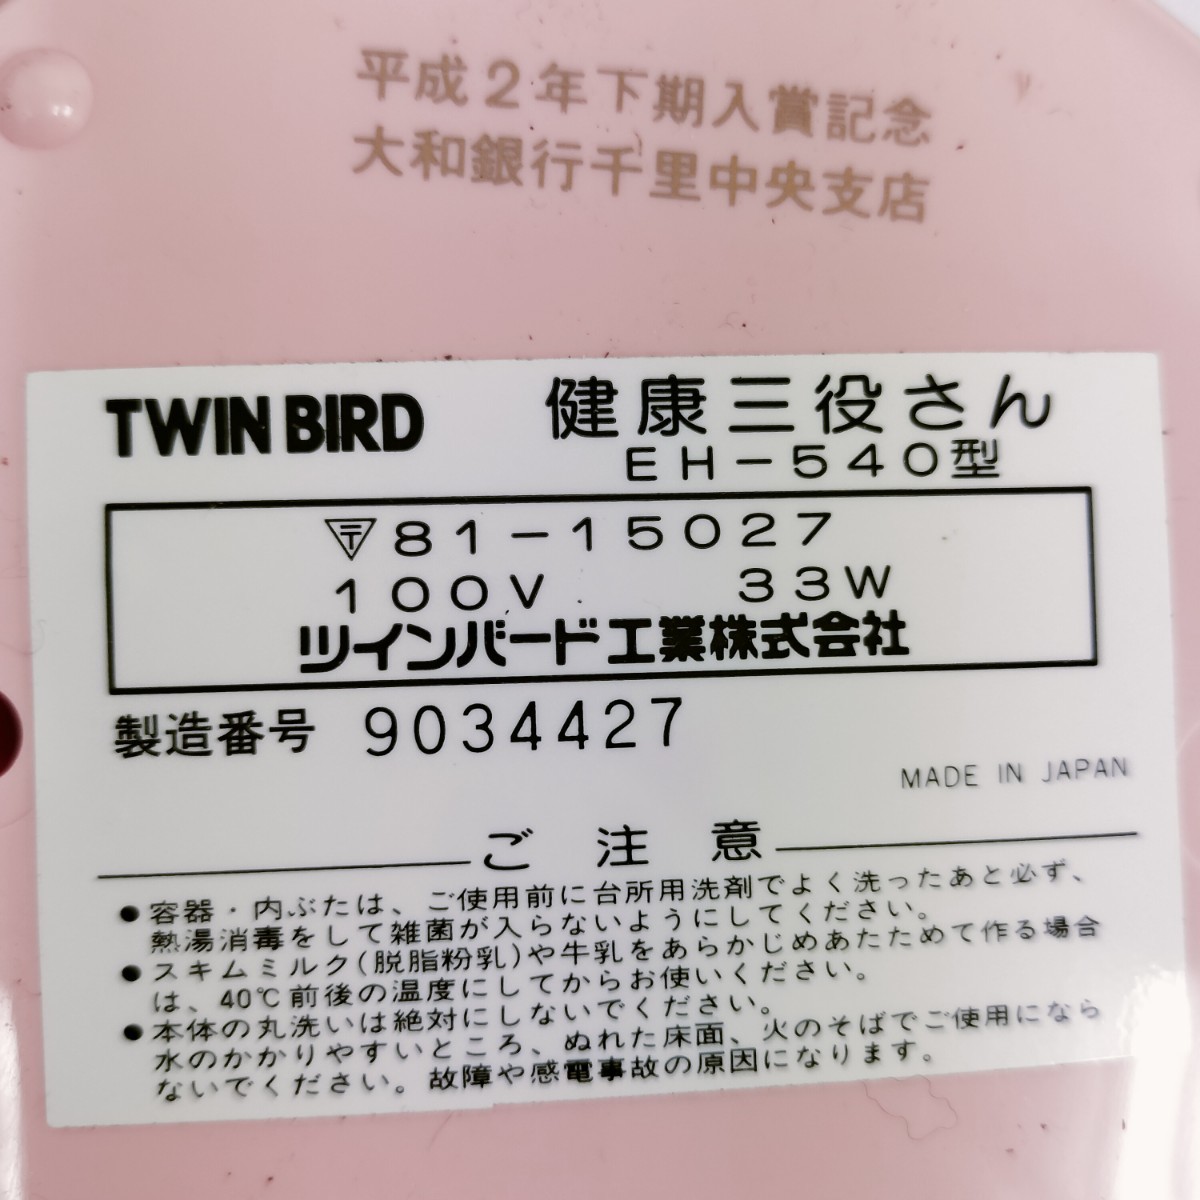 平成2年下期入賞記念
大和銀行千里中央支店
TWIN BIRD 健康三役さん
EH-540型
〒81-15027
100V 33W
ツインバード工業株式会社
製造番号 9034427
MADE IN JAPAN
ご注意
●容器・内ぶたは、ご使用前に台所用洗剤でよく洗ったあと必ず、
熱湯消毒をして雑菌が入らないようにしてください。
●スキムミルク(脱脂粉乳)や牛乳をあらかじめあたためて作る場合
は、40℃前後の温度にしてからお使いください。
●本体の丸洗いは絶対にしないでください。
水のかかりやすいところ、ぬれた床面、火のそばでご使用になら
ないでください。故障や感電事故の原因になります。